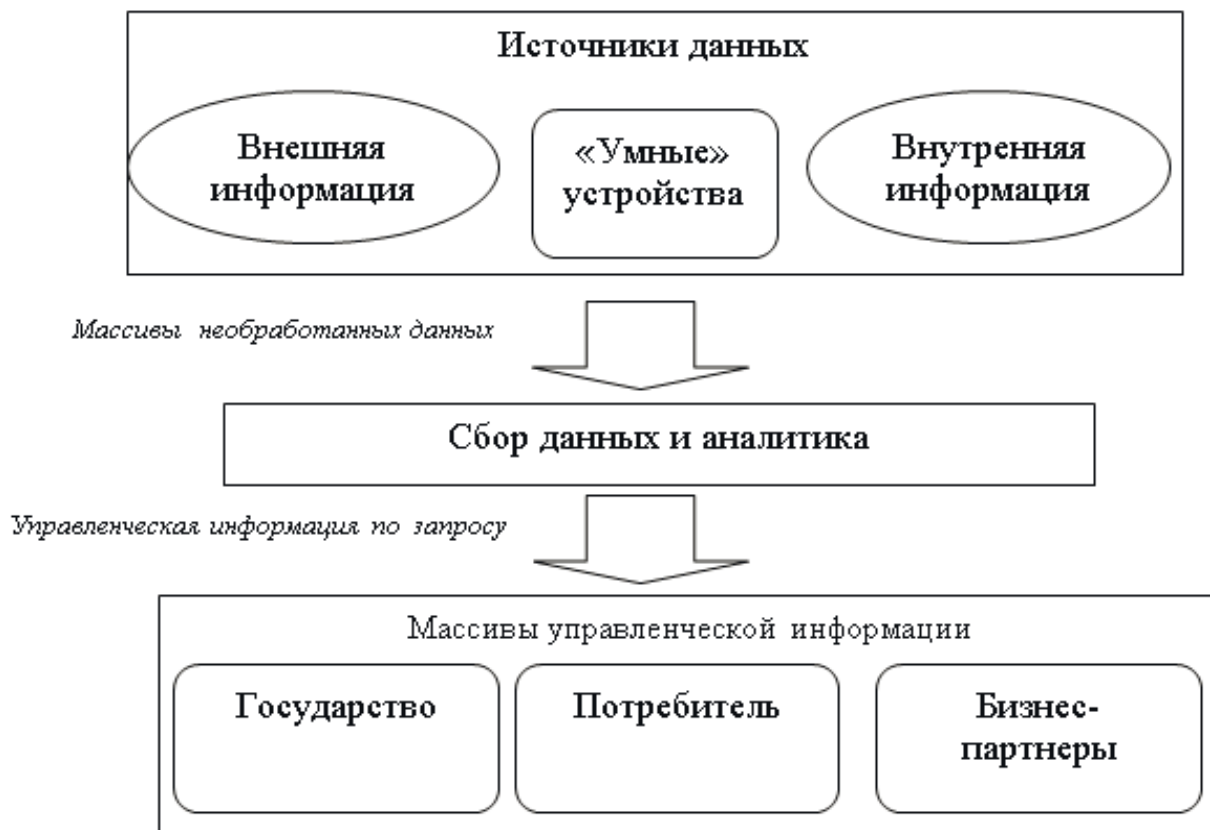 Источники данных
Внешняя
информация
«Умные»
устройства
Внутренняя
информация
Массивы необработанных данных
Сбор данных и аналитика
Управленческая информация по запросу
Массивы управленческой информации
Государство
Потребитель
Бизнес-
партнеры